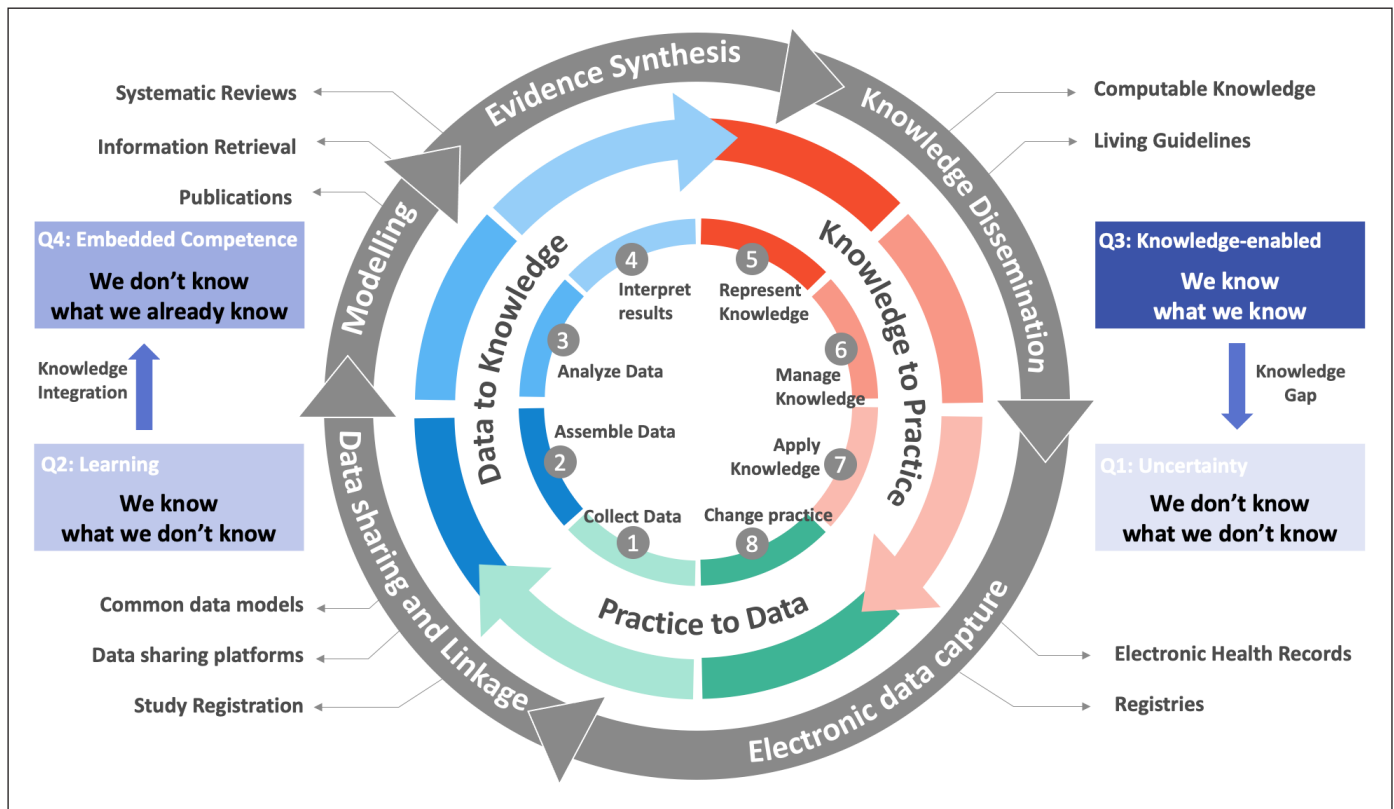 Evidence Synthesis
Knowledge Dissemination
Electronic data capture
Data sharing and Linkage
Modelling
Systematic Reviews
Information Retrieval
Publications
Computable Knowledge
Living Guidelines
Q4: Embedded Competence
We don't know
what we already know
Knowledge
Integration
Q2: Learning
We know
what we don't know
Q3: Knowledge-enabled
We know
what we know
Knowledge
Gap
Q1: Uncertainty
We don't know
what we don't know
Data to Knowledge
Knowledge to Practice
Practice to Data
4
Interpret
results
5
Represent
Knowledge
3
Analyze Data
6
Manage
Knowledge
Assemble Data
2
Apply
Knowledge
7
Collect Data
1
Change practice
8
Common data models
Data sharing platforms
Study Registration
Electronic Health Records
Registries